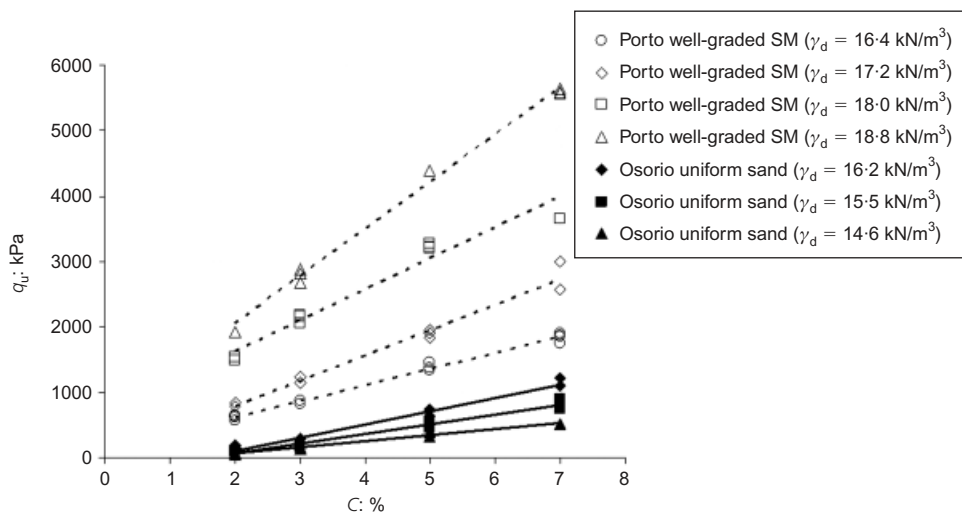 Porto well-graded SM (γd = 16·4 kN/m³)
Porto well-graded SM (γd = 17·2 kN/m³)
Porto well-graded SM (γd = 18·0 kN/m³)
Porto well-graded SM (γd = 18·8 kN/m³)
Osorio uniform sand (γd = 16·2 kN/m³)
Osorio uniform sand (γd = 15·5 kN/m³)
Osorio uniform sand (γd = 14·6 kN/m³)
6000
5000
4000
3000
2000
1000
0
qu: kPa
0 1 2 3 4 5 6 7 8
C: %